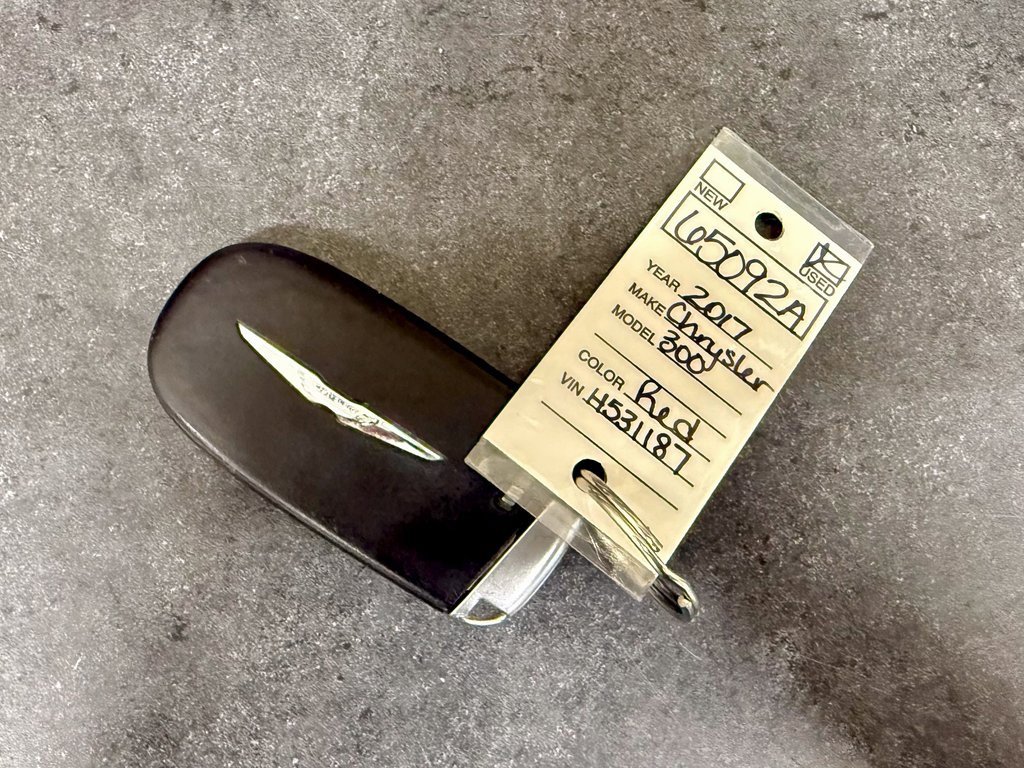 NEW
USED
65092A
YEAR 2017
MAKE Chrysler
MODEL 300
COLOR Red
VIN H531187